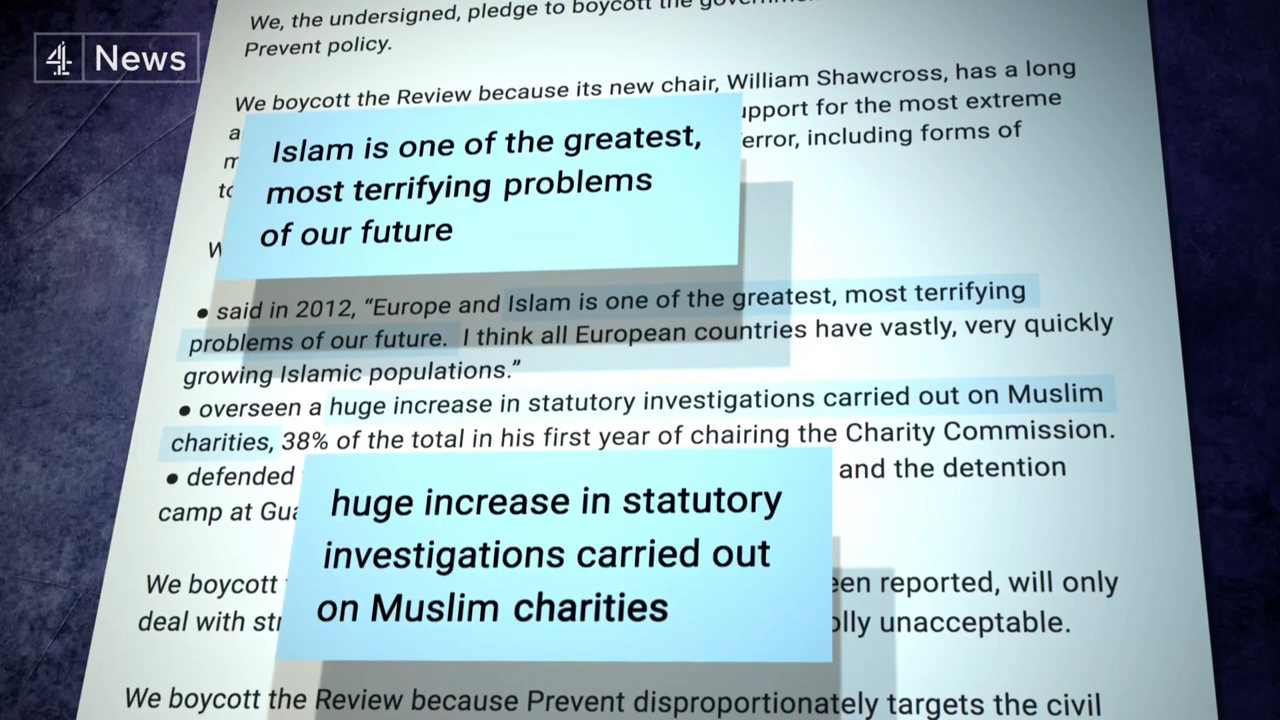 4 News
We, the undersigned, pledge to boycott the
Prevent policy.
We boycott the Review because its new chair, William Shawcross, has a long
upport for the most extreme
error, including forms of
Islam is one of the greatest,
most terrifying problems
of our future
• said in 2012, “Europe and Islam is one of the greatest, most terrifying
problems of our future. I think all European countries have vastly, very quickly
growing Islamic populations.”
• overseen a huge increase in statutory investigations carried out on Muslim
charities, 38% of the total in his first year of chairing the Charity Commission.
• defended and the detention
camp at
huge increase in statutory
investigations carried out
on Muslim charities
We boycott een reported, will only
deal with olly unacceptable.
We boycott the Review because Prevent disproportionately targets the civil